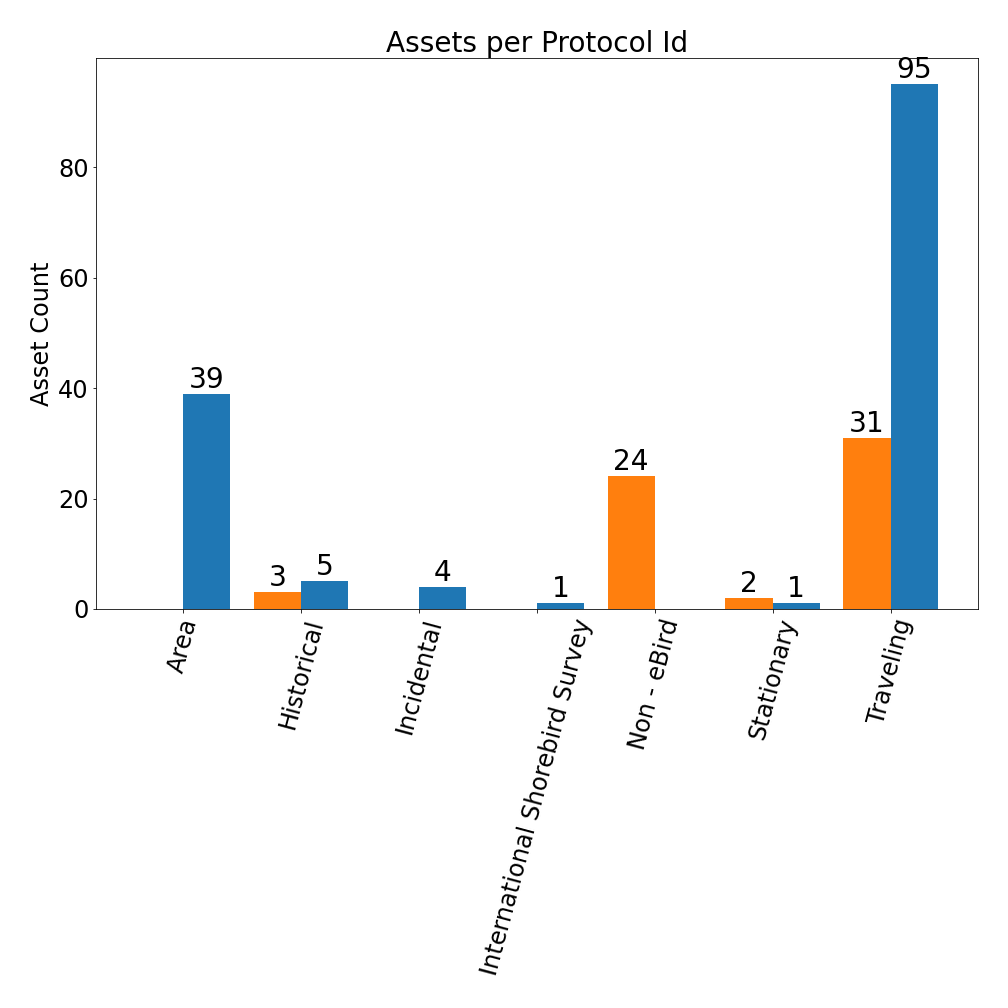 Assets per Protocol Id
Asset Count
80
60
40
20
0
39
3
5
4
1
24
2
1
31
95
Area
Historical
Incidental
International Shorebird Survey
Non - eBird
Stationary
Traveling